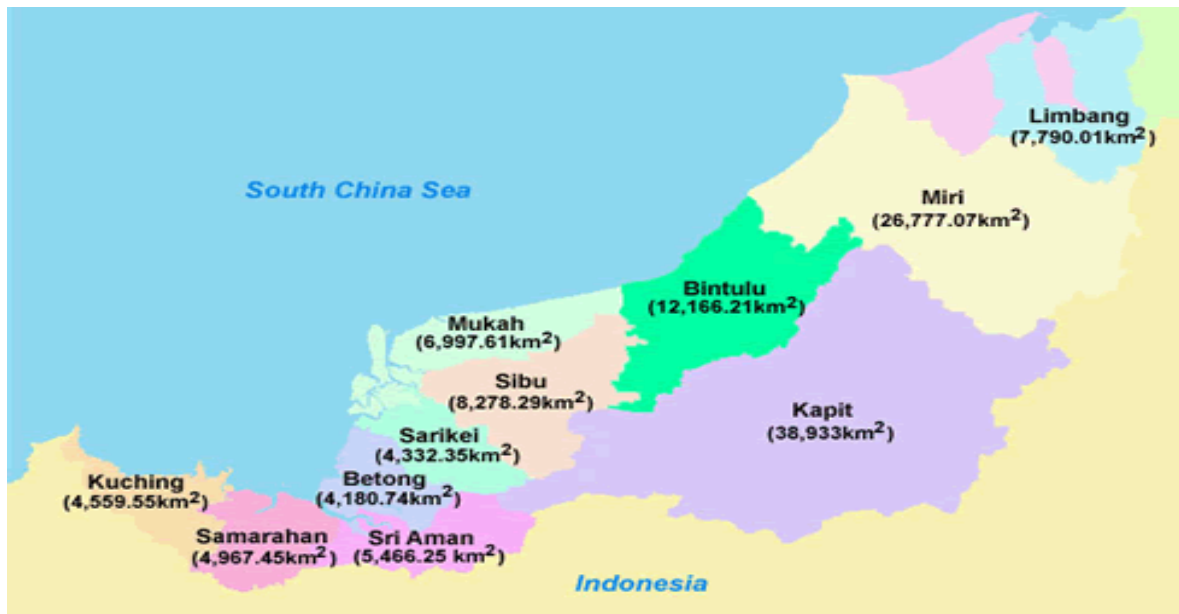 Limbang
(7,790.01km²)
South China Sea
Miri
(26,777.07km²)
Bintulu
(12,166.21km²)
Mukah
(6,997.61km²)
Sibu
(8,278.29km²)
Kapit
(38,933km²)
Sarikei
(4,332.35km²)
Betong
(4,180.74km²)
Kuching
(4,559.55km²)
Samarahan
(4,967.45km²)
Sri Aman
(5,466.25 km²)
Indonesia